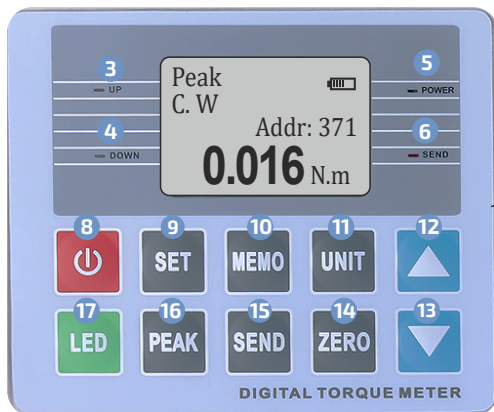 3
UP
5
POWER
Peak
C. W
Addr: 371
0.016 N.m
4
DOWN
6
SEND
8
9
10
11
12
SET
MEMO
UNIT
17
16
15
14
13
LED
PEAK
SEND
ZERO
DIGITAL TORQUE METER